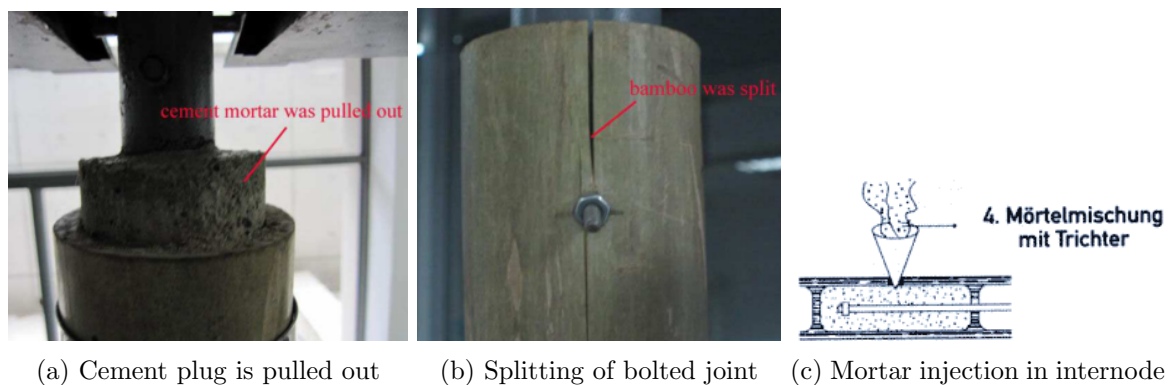 cement mortar was pulled out
bamboo was split
4. Mörtelmischung
mit Trichter
(a) Cement plug is pulled out
(b) Splitting of bolted joint
(c) Mortar injection in internode